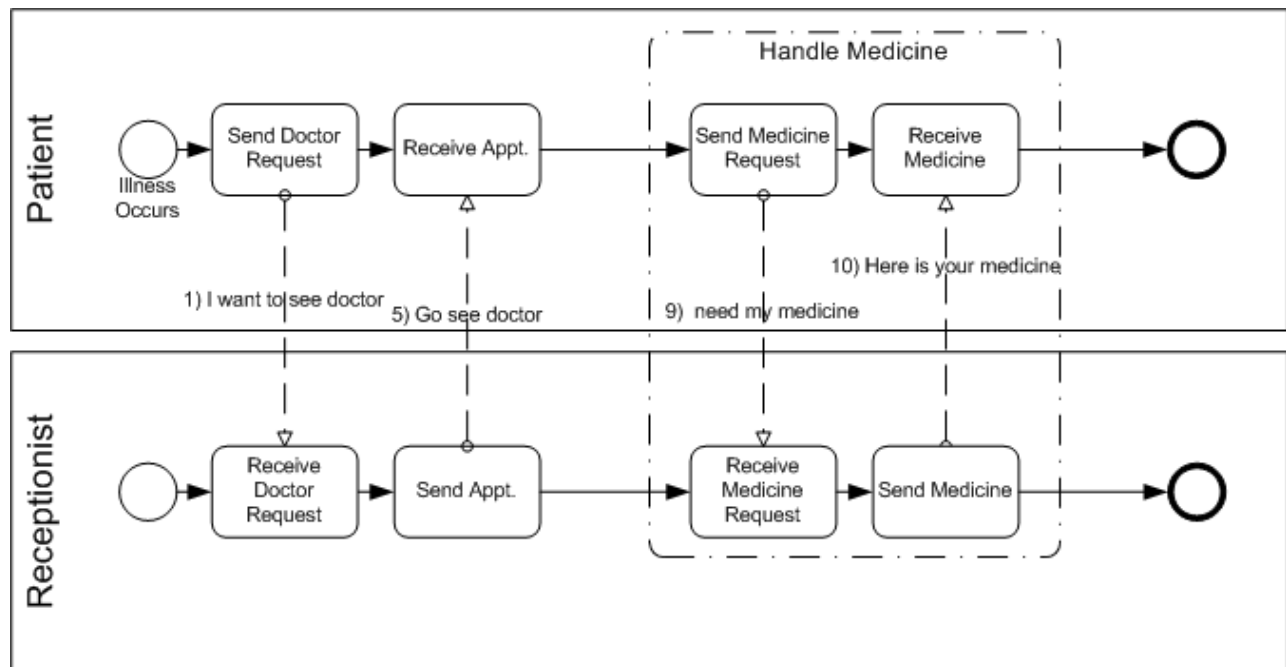 Handle Medicine
Patient
Send Doctor
Request
Receive Appt.
Send Medicine
Request
Receive
Medicine
Illness
Occurs
1) I want to see doctor
5) Go see doctor
9)  need my medicine
10) Here is your medicine
Receptionist
Receive
Doctor
Request
Send Appt.
Receive
Medicine
Request
Send Medicine